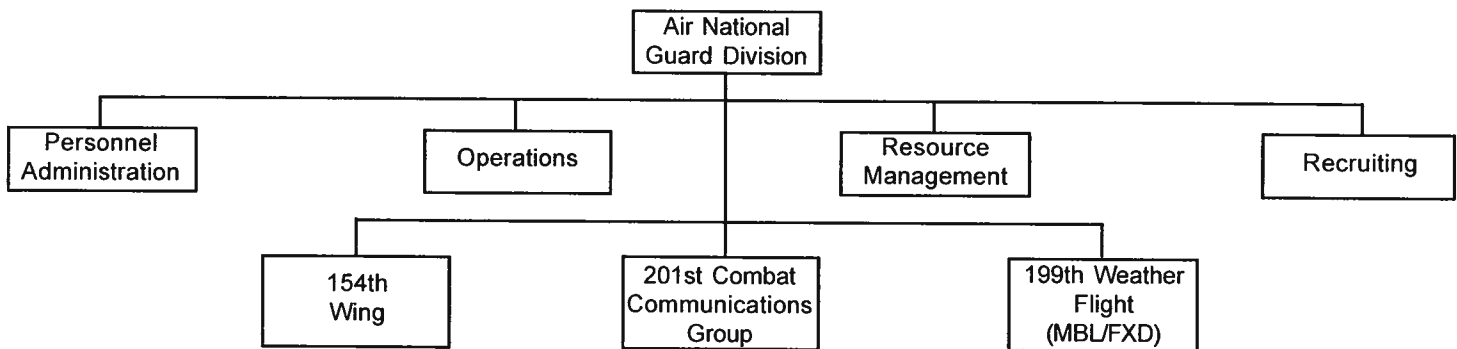 Air National
Guard Division
Personnel
Administration
Operations
Resource
Management
Recruiting
154th
Wing
201st Combat
Communications
Group
199th Weather
Flight
(MBL/FXD)